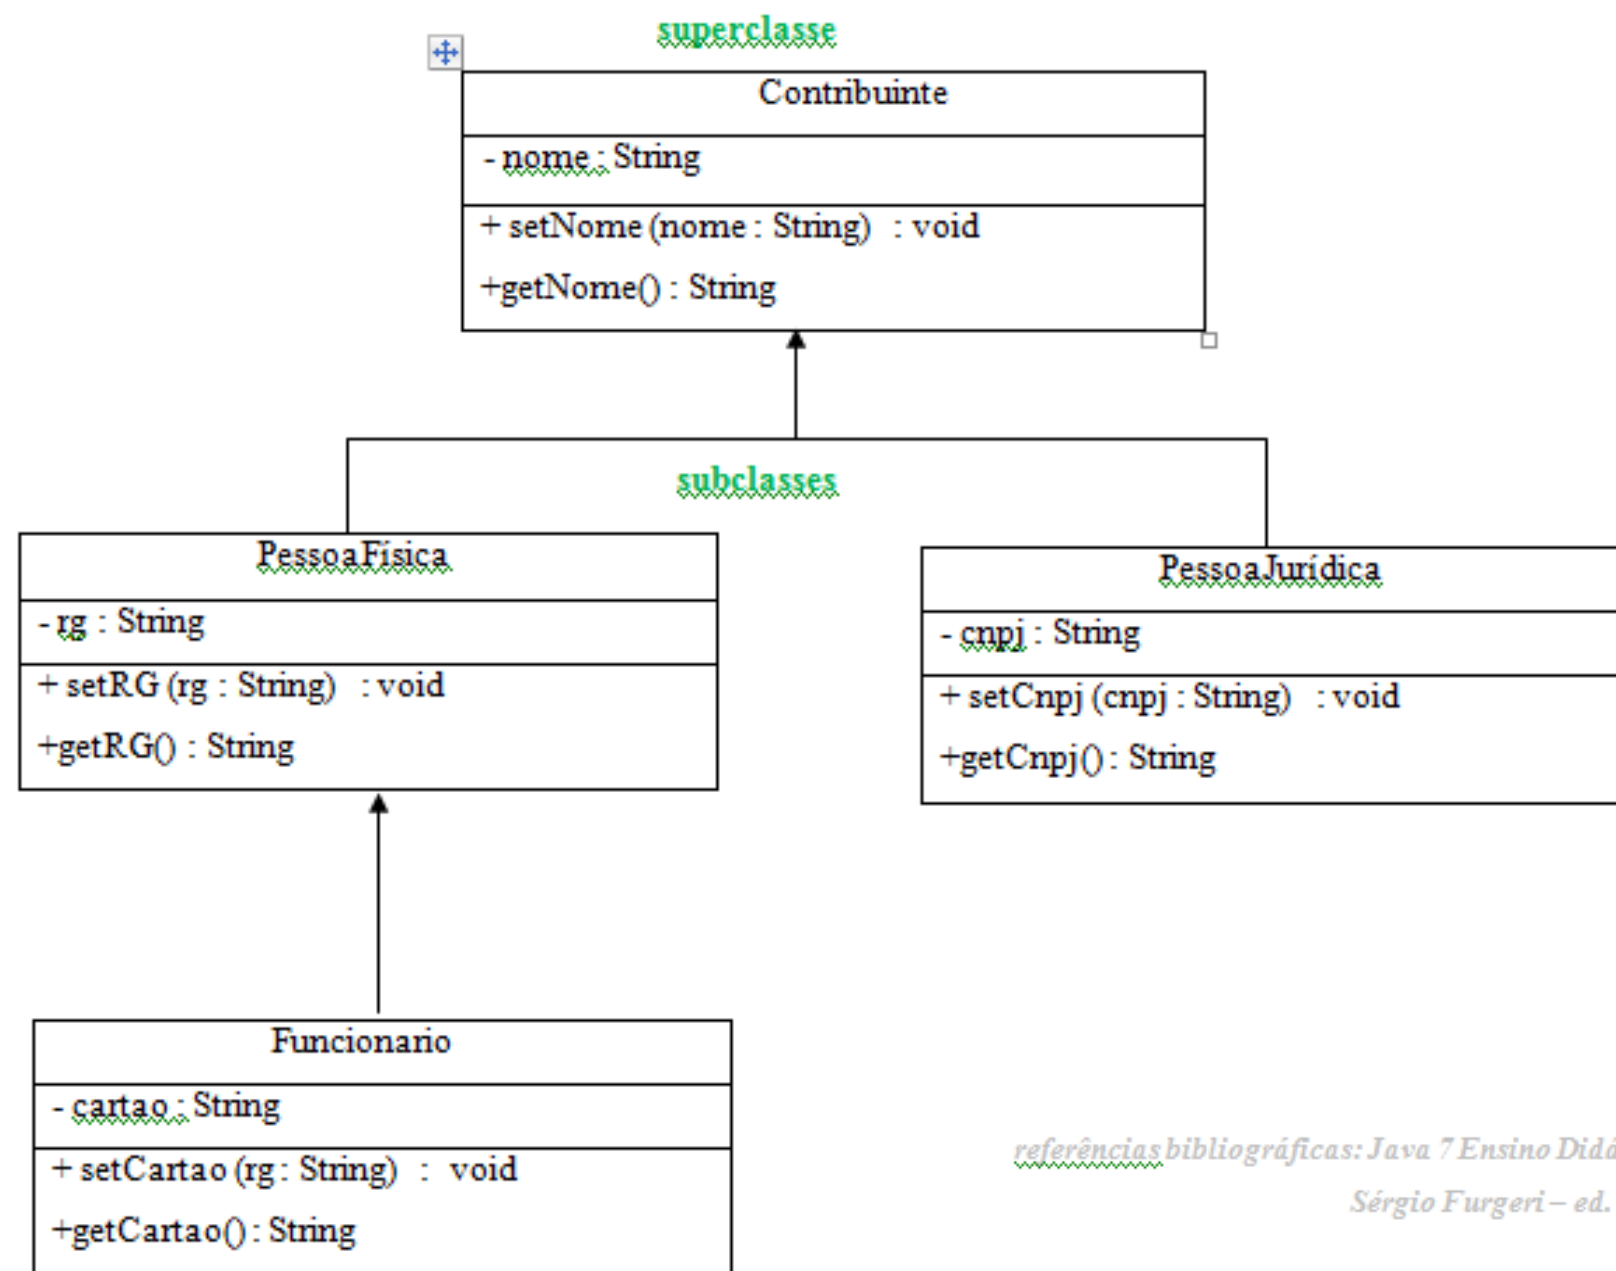 superclasse
Contribuinte
- nome : String
+ setNome (nome : String) : void
+getNome() : String
subclasses
PessoaFísica
- rg : String
+ setRG (rg : String) : void
+getRG() : String
PessoaJurídica
- cnpj : String
+ setCnpj (cnpj : String) : void
+getCnpj() : String
Funcionario
- cartao : String
+ setCartao (rg : String) : void
+getCartao() : String
referências bibliográficas: Java 7 Ensino
Sérgio Furgeri – ed.